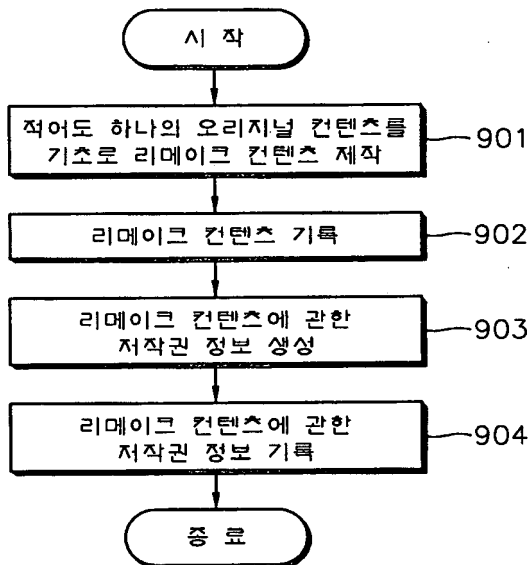 시 작
적어도 하나의 오리지널 컨텐츠를
기초로 리메이크 컨텐츠 제작
901
리메이크 컨텐츠 기록
902
리메이크 컨텐츠에 관한
저작권 정보 생성
903
리메이크 컨텐츠에 관한
저작권 정보 기록
904
종 료